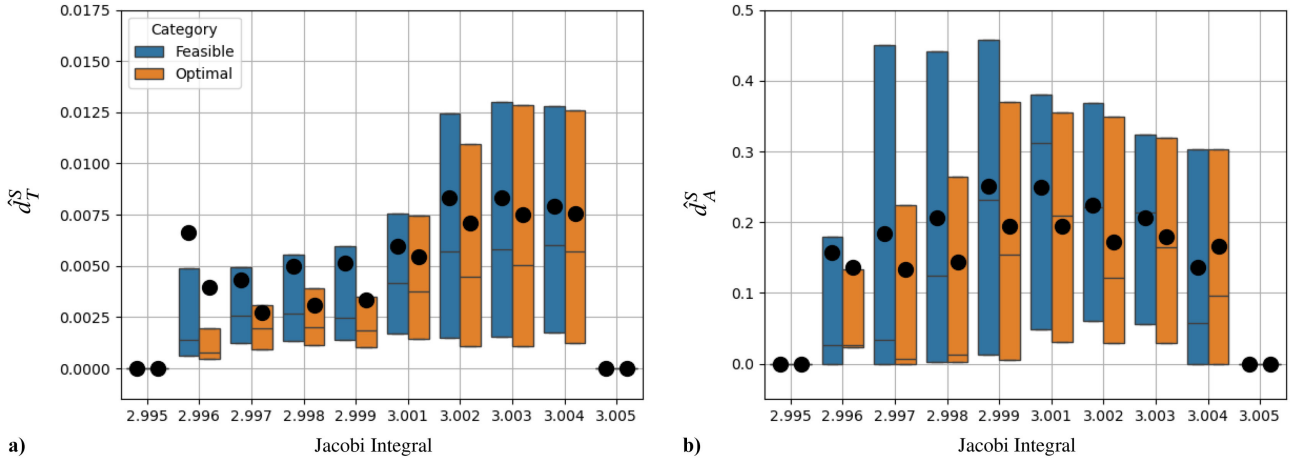 0.0175
0.0150
0.0125
0.0100
0.0075
0.0050
0.0025
0.0000
d̂_T^S
Category
Feasible
Optimal
2.995 2.996 2.997 2.998 2.999 3.001 3.002 3.003 3.004 3.005
a) Jacobi Integral
0.5
0.4
0.3
0.2
0.1
0.0
d̂_A^S
2.995 2.996 2.997 2.998 2.999 3.001 3.002 3.003 3.004 3.005
b) Jacobi Integral